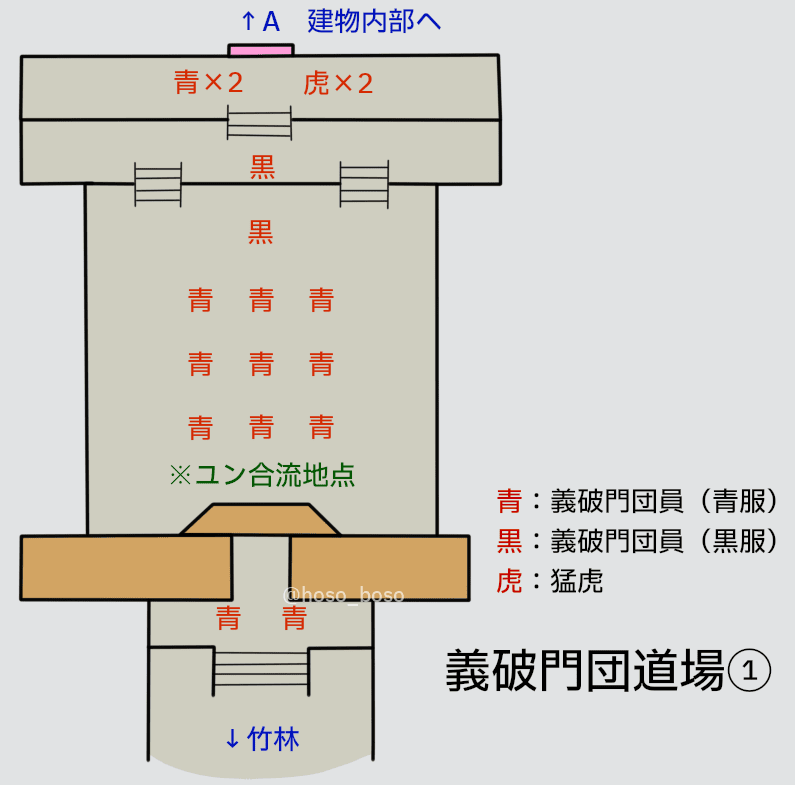 ↑A 建物内部へ
青×2 虎×2
黒
黒
青 青 青
青 青 青
青 青 青
※ユン合流地点
青：義破門団員（青服）
黒：義破門団員（黒服）
虎：猛虎
@hoso_boso
青 青
義破門団道場①
↓竹林